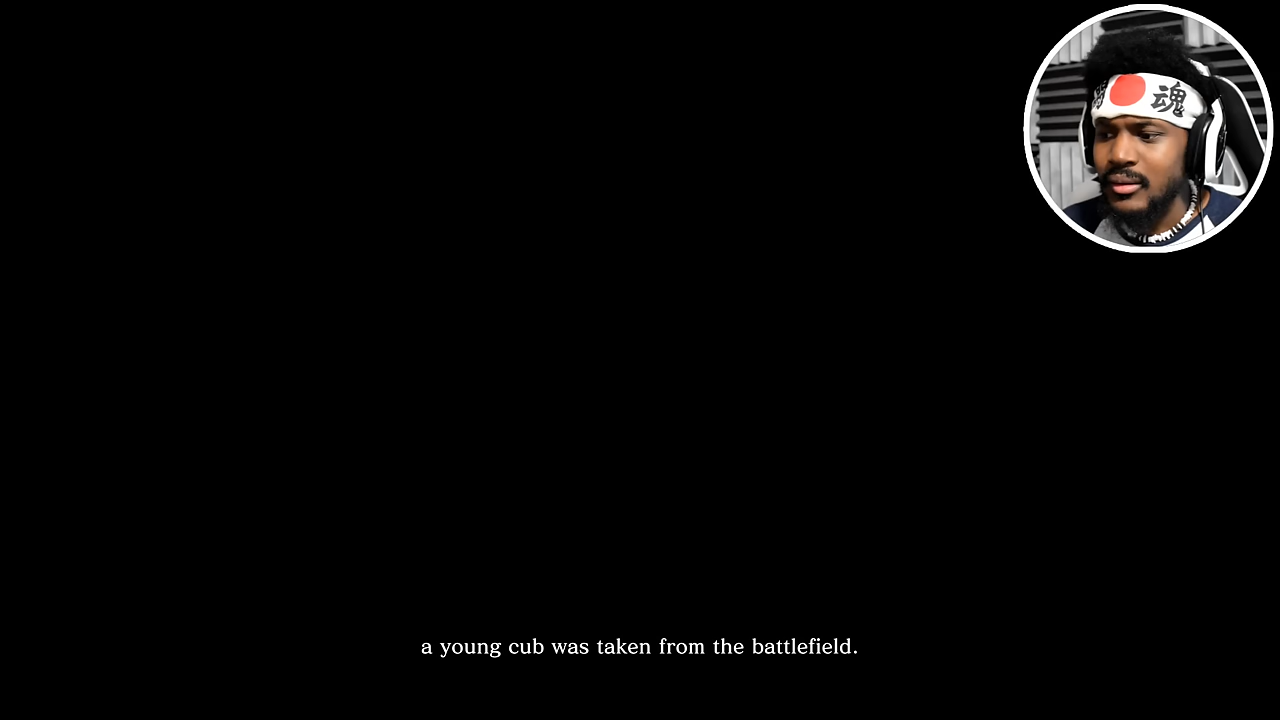 魂
a young cub was taken from the battlefield.